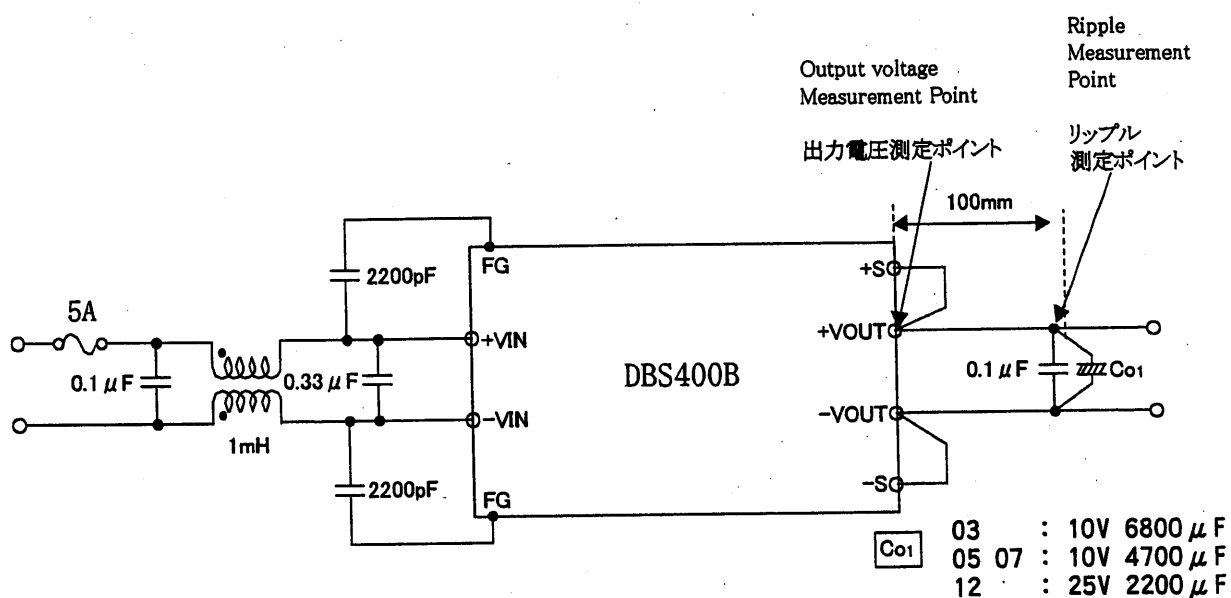 Ripple
Measurement
Point
Output voltage
Measurement Point
リップル
測定ポイント
出力電圧測定ポイント
100mm
FG
2200pF
+S
5A
+VIN
+VOUT
0.1μF
0.33μF
DBS400B
0.1μF
Co1
-VIN
-VOUT
1mH
2200pF
FG
-S
Co1
03 : 10V 6800μF
05 07 : 10V 4700μF
12 : 25V 2200μF